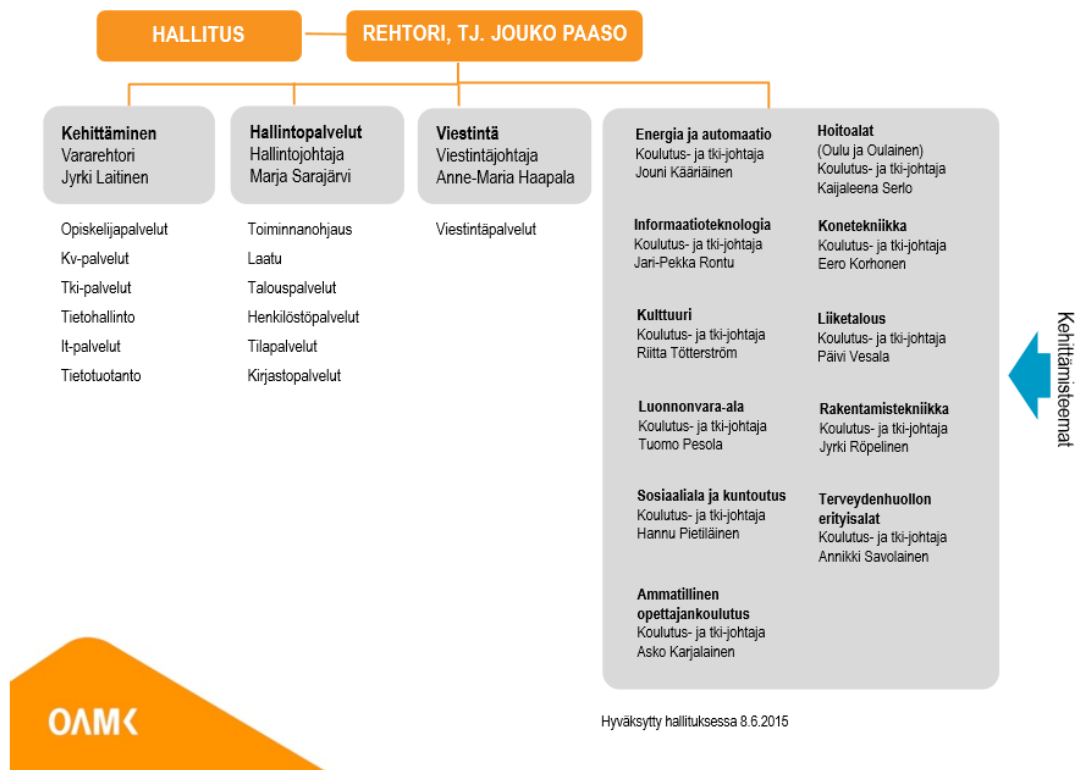 HALLITUS
REHTORI, TJ. JOUKO PAASO
Kehittäminen
Vararehtori
Jyrki Laitinen
Opiskelijapalvelut
Kv-palvelut
Tki-palvelut
Tietohallinto
It-palvelut
Tietotuotanto
Hallintopalvelut
Hallintojohtaja
Marja Sarajärvi
Toiminnanohjaus
Laatu
Talouspalvelut
Henkilöstöpalvelut
Tilapalvelut
Kirjastopalvelut
Viestintä
Viestintäjohtaja
Anne-Maria Haapala
Viestintäpalvelut
Energia ja automaatio
Koulutus- ja tki-johtaja
Jouni Kääriäinen
Informaatioteknologia
Koulutus- ja tki-johtaja
Jari-Pekka Rontu
Kulttuuri
Koulutus- ja tki-johtaja
Riitta Tötterström
Luonnonvara-ala
Koulutus- ja tki-johtaja
Tuomo Pesola
Sosiaaliala ja kuntoutus
Koulutus- ja tki-johtaja
Hannu Pietiläinen
Ammatillinen
opettajankoulutus
Koulutus- ja tki-johtaja
Asko Karjalainen
Hoitoalat
(Oulu ja Oulainen)
Koulutus- ja tki-johtaja
Kaijaleena Serlo
Konetekniikka
Koulutus- ja tki-johtaja
Eero Korhonen
Liiketalous
Koulutus- ja tki-johtaja
Päivi Vesala
Rakentamistekniikka
Koulutus- ja tki-johtaja
Jyrki Röpelinen
Terveydenhuollon
erityisalat
Koulutus- ja tki-johtaja
Annikki Savolainen
Kehittämisteemat
Hyväksytty hallituksessa 8.6.2015
OAMK